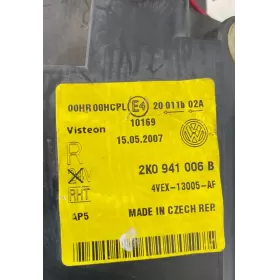 00HR00HCPL E4 20 011b 02A
10169
Visteon 15.05.2007
R
RHT
2K0 941 006 B
4VEX-13005-AF
AP5 MADE IN CZECH REP.